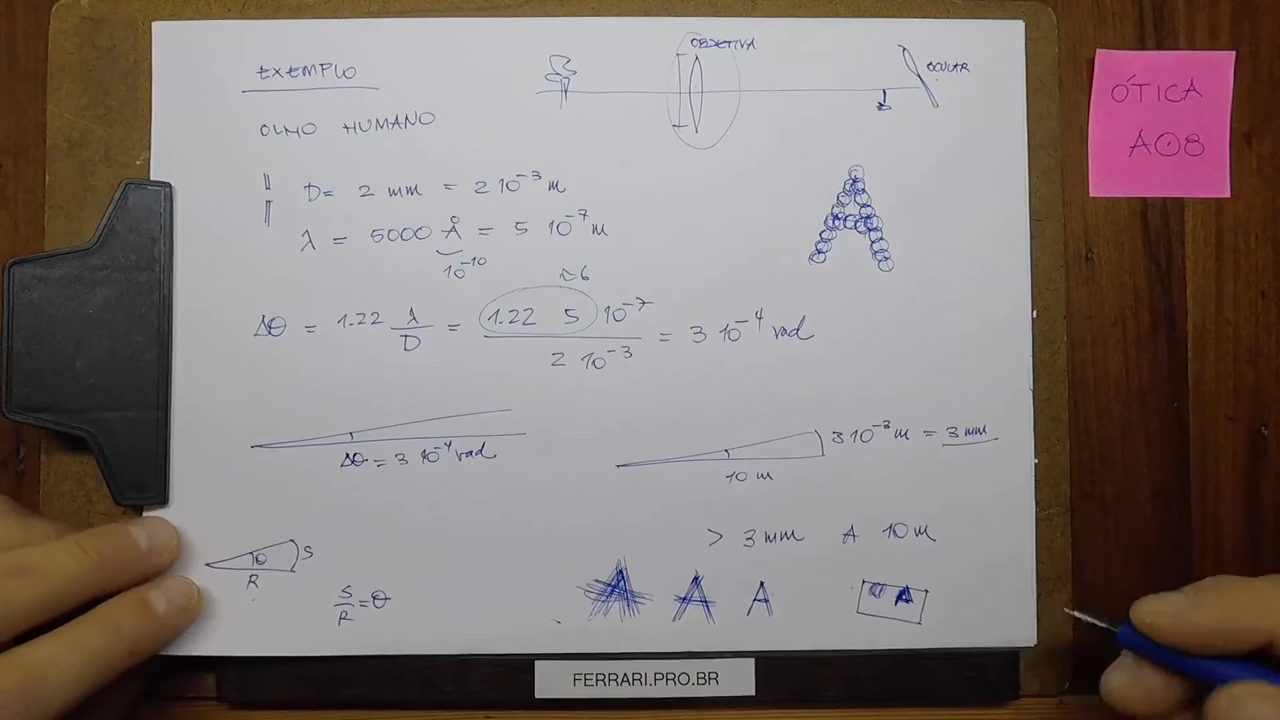 EXEMPLO
OBJETIVA
OCULAR
ÓTICA
A08
OLHO HUMANO
D = 2 mm = 2 10⁻³ m
λ = 5000 Å = 5 10⁻⁷ m
10⁻¹⁰
≈6
Δθ = 1.22 λ/D = 1.22 5 10⁻⁷ / 2 10⁻³ = 3 10⁻⁴ rad
Δθ = 3 10⁻⁴ rad
3 10⁻³ m = 3 mm
10 m
> 3 mm A 10 m
θ S
R
S/R = θ
A A A A
A
FERRARI.PRO.BR